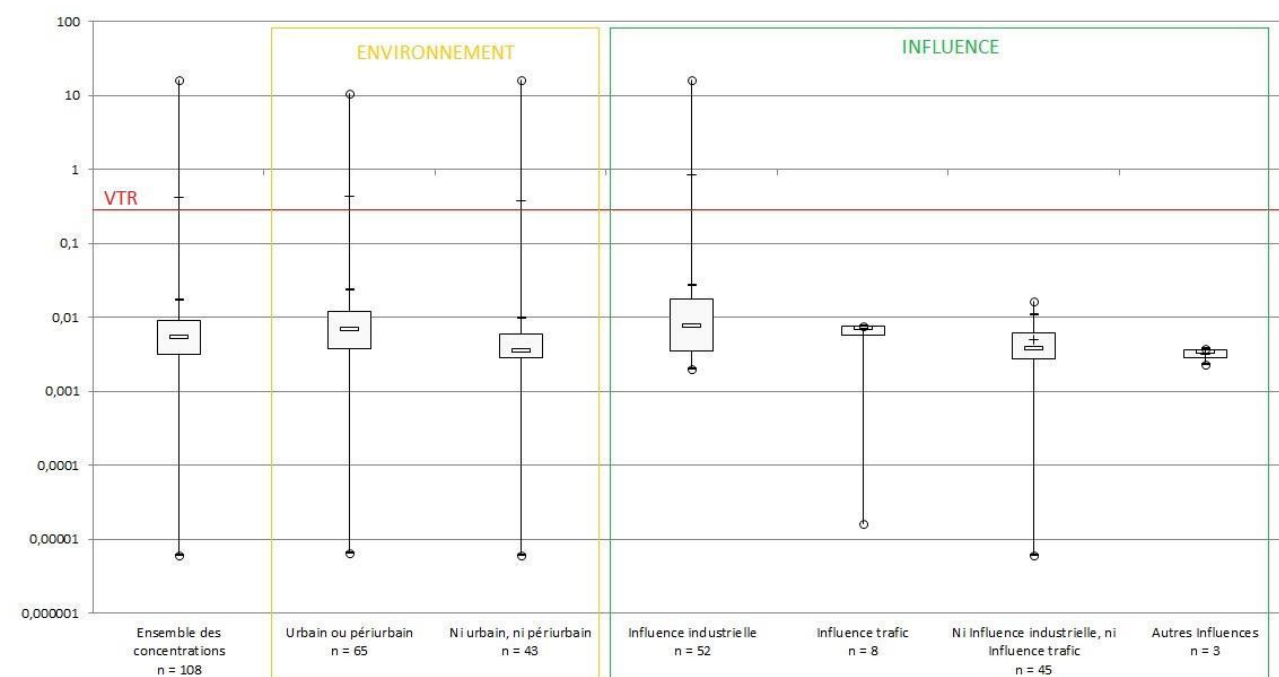 100
ENVIRONNEMENT
INFLUENCE
10
1
VTR
0,1
0,01
0,001
0,0001
0,00001
0,000001
Ensemble des
concentrations
n = 108
Urbain ou périurbain
n = 65
Ni urbain, ni périurbain
n = 43
Influence industrielle
n = 52
Influence trafic
n = 8
Ni Influence industrielle, ni
Influence trafic
n = 45
Autres Influences
n = 3